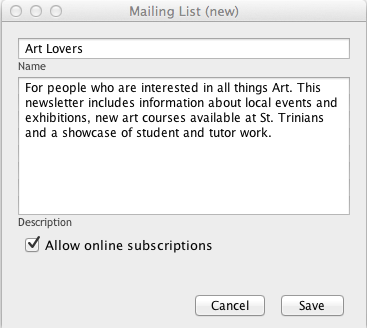 Mailing List (new)
Art Lovers
Name
For people who are interested in all things Art. This
newsletter includes information about local events and
exhibitions, new art courses available at St. Trinians
and a showcase of student and tutor work.
Description
Allow online subscriptions
Cancel Save